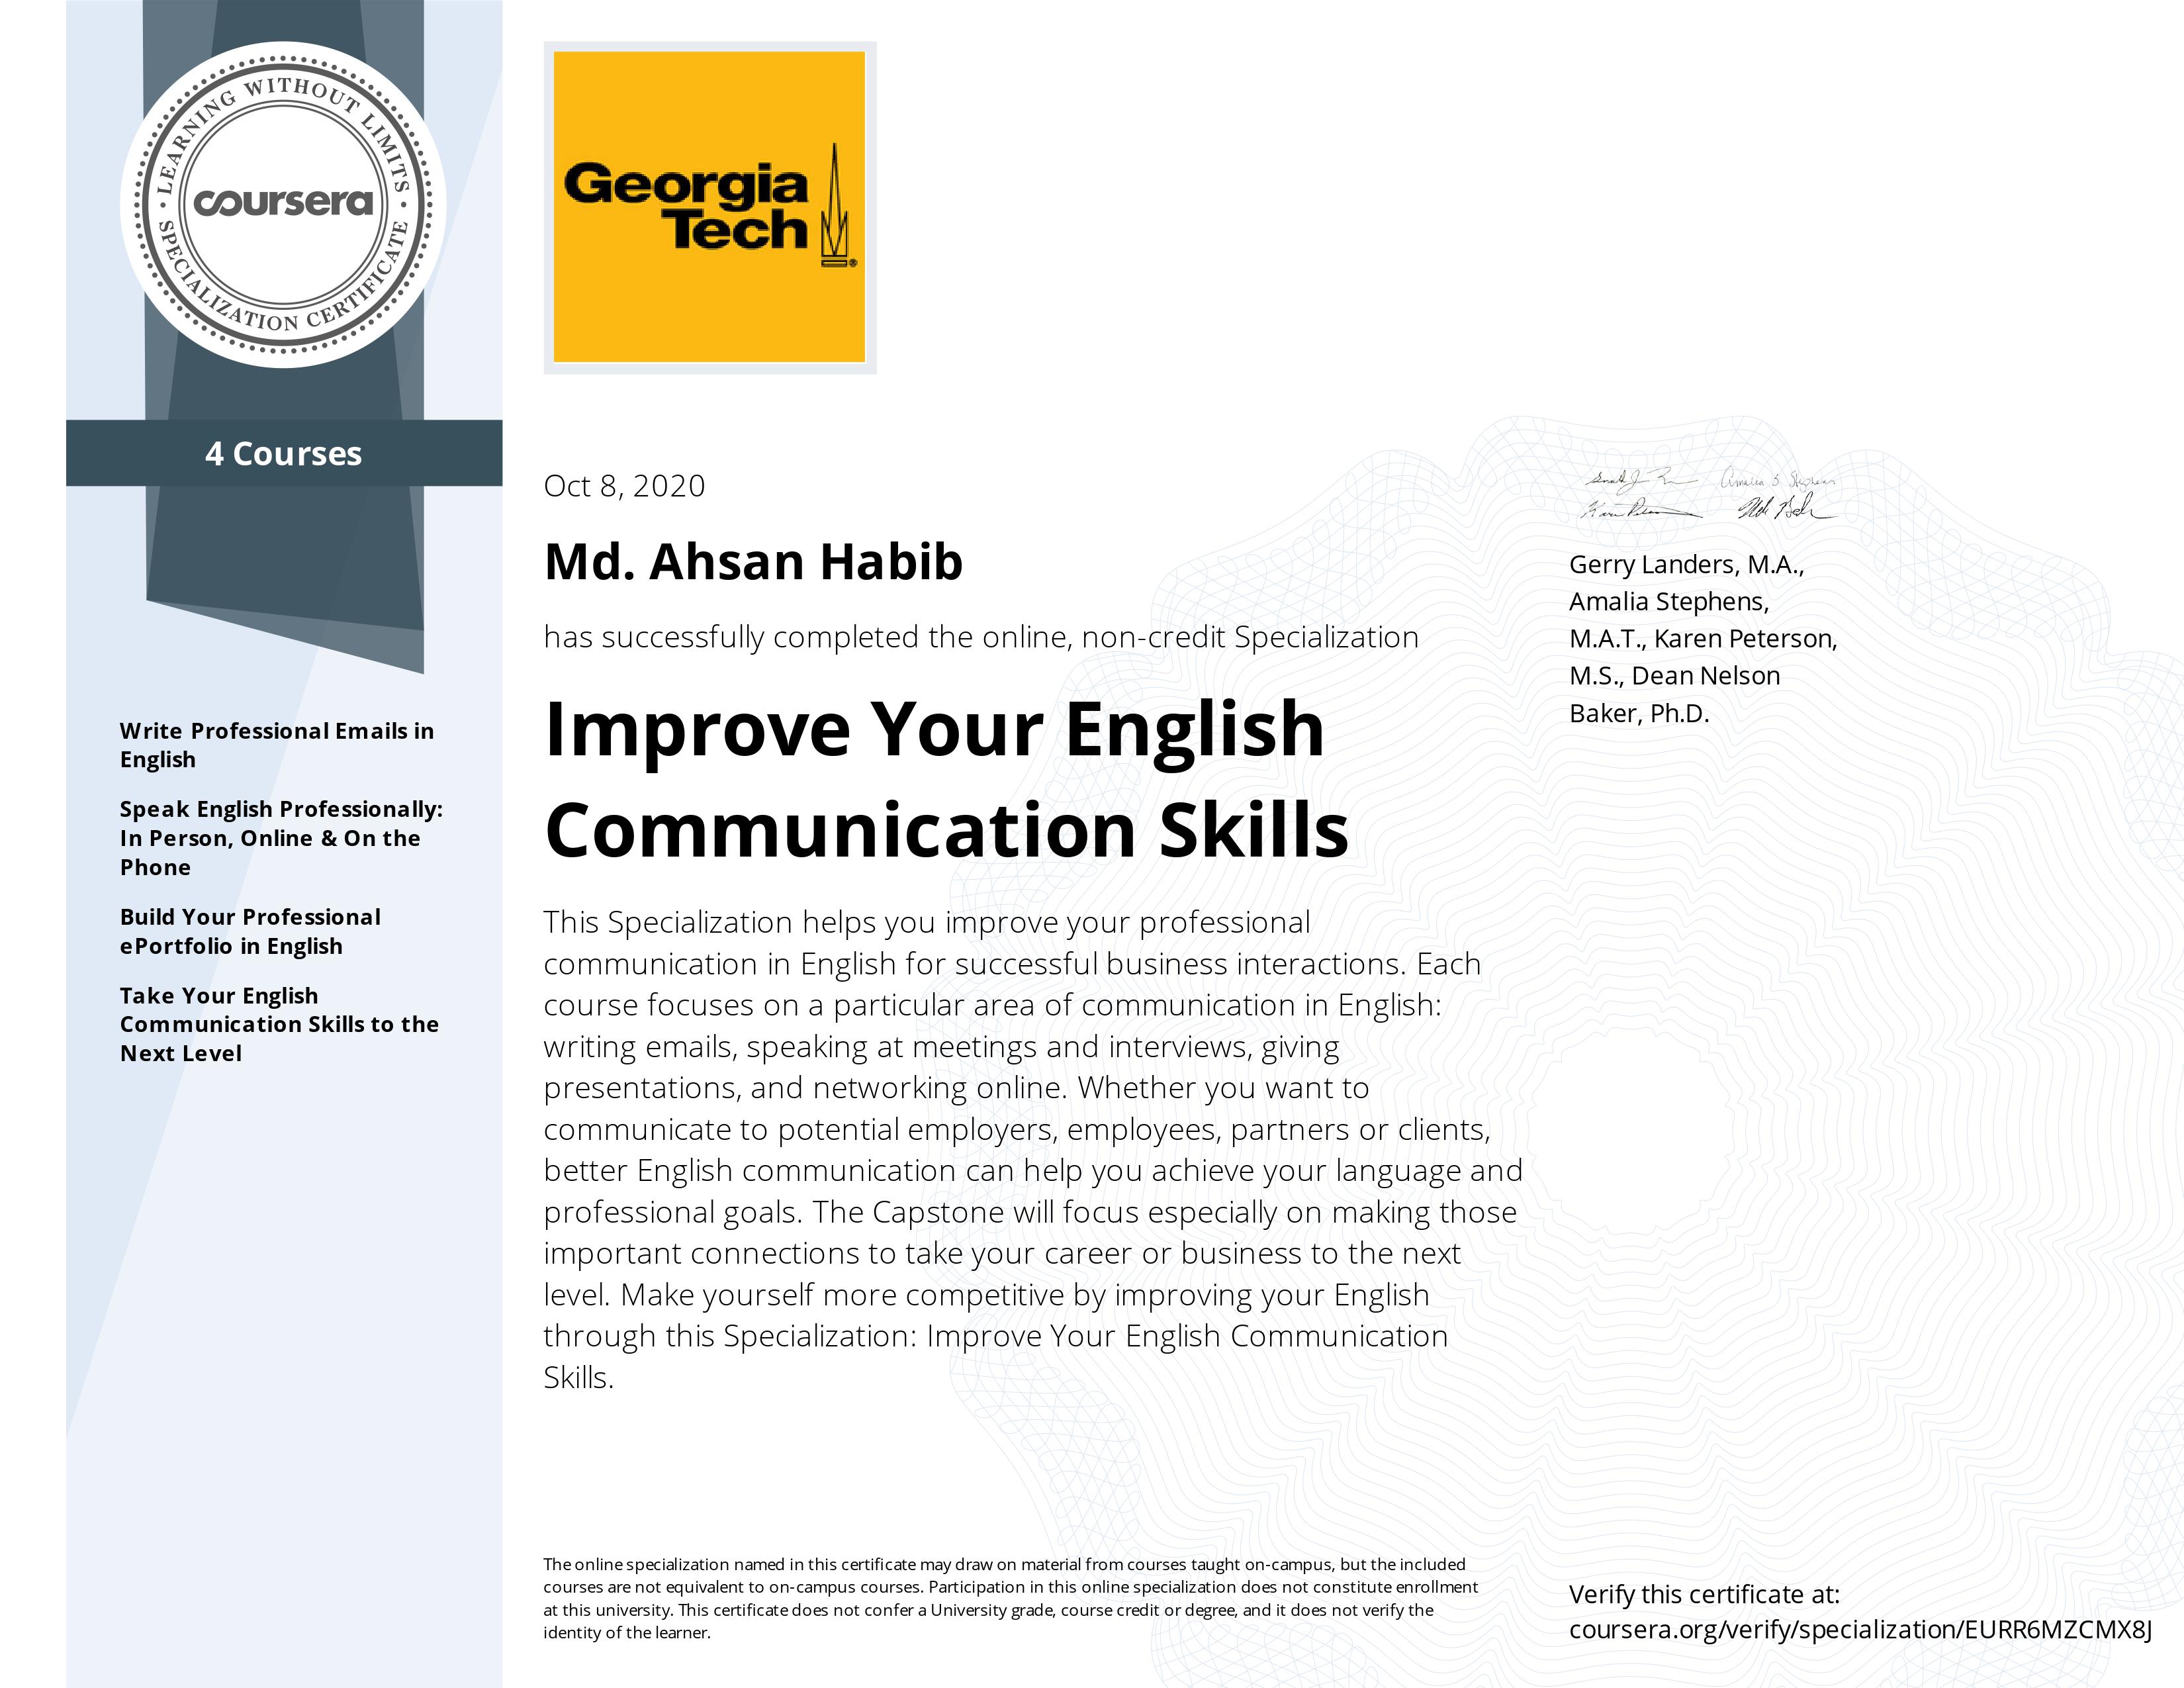 LEARNING WITHOUT LIMITS
coursera
SPECIALIZATION CERTIFICATE
4 Courses
Write Professional Emails in
English
Speak English Professionally:
In Person, Online & On the
Phone
Build Your Professional
ePortfolio in English
Take Your English
Communication Skills to the
Next Level
Georgia
Tech
Oct 8, 2020
Md. Ahsan Habib
has successfully completed the online, non-credit Specialization
Improve Your English
Communication Skills
This Specialization helps you improve your professional
communication in English for successful business interactions. Each
course focuses on a particular area of communication in English:
writing emails, speaking at meetings and interviews, giving
presentations, and networking online. Whether you want to
communicate to potential employers, employees, partners or clients,
better English communication can help you achieve your language and
professional goals. The Capstone will focus especially on making those
important connections to take your career or business to the next
level. Make yourself more competitive by improving your English
through this Specialization: Improve Your English Communication
Skills.
Amalia S Stephens
Gerry Landers, M.A.,
Amalia Stephens,
M.A.T., Karen Peterson,
M.S., Dean Nelson
Baker, Ph.D.
The online specialization named in this certificate may draw on material from courses taught on-campus, but the included
courses are not equivalent to on-campus courses. Participation in this online specialization does not constitute enrollment
at this university. This certificate does not confer a University grade, course credit or degree, and it does not verify the
identity of the learner.
Verify this certificate at:
coursera.org/verify/specialization/EURR6MZCMX8J